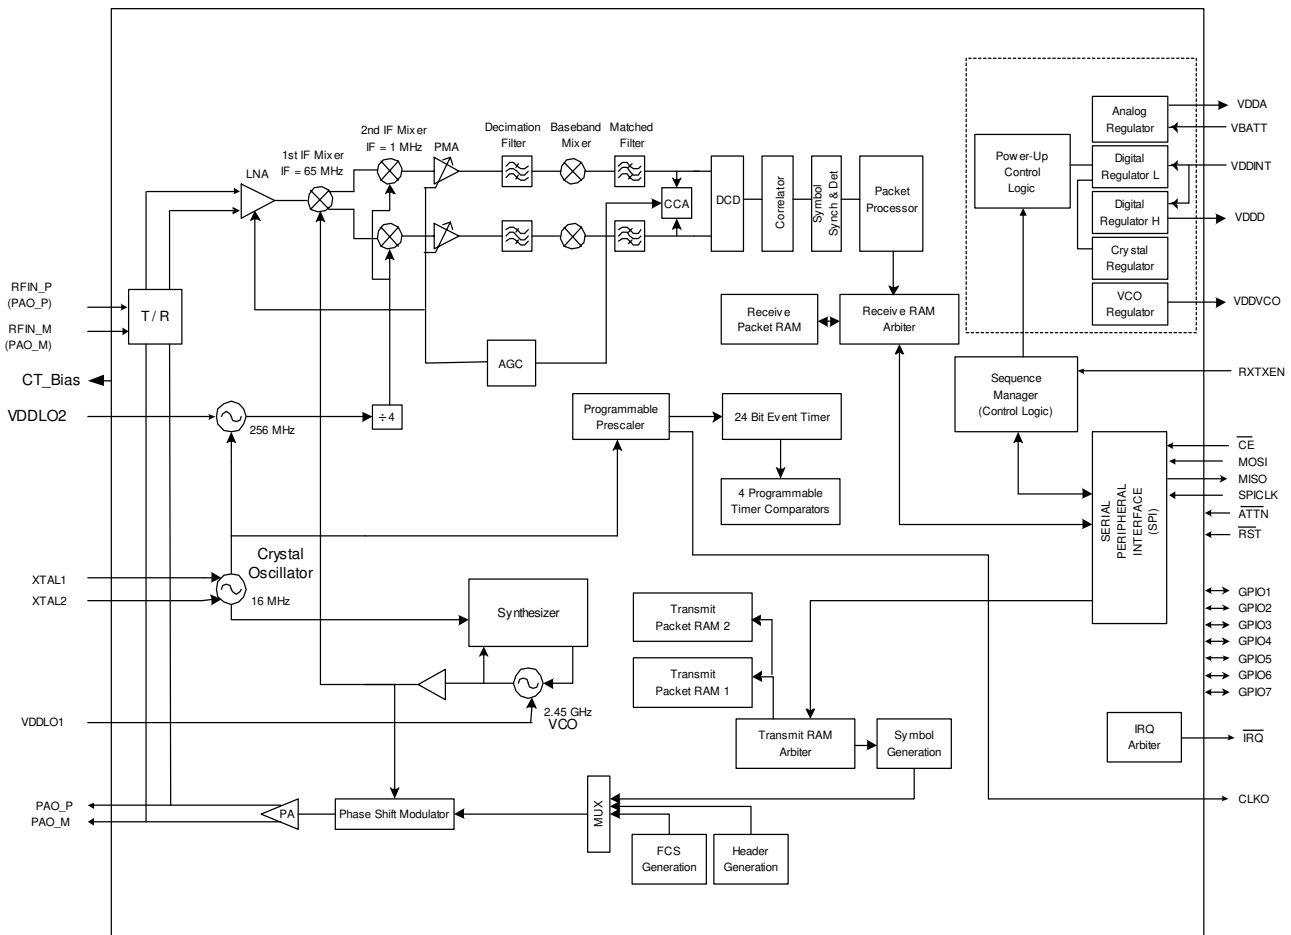 2nd IF Mixer
IF = 1 MHz
PMA
Decimation
Filter
Baseband
Mixer
Matched
Filter
1st IF Mixer
IF = 65 MHz
LNA
CCA
DCD
Correlator
Symbol
Synch & Det
Packet
Processor
Power-Up
Control
Logic
Analog
Regulator
Digital
Regulator L
Digital
Regulator H
Crystal
Regulator
VCO
Regulator
VDDA
VBATT
VDDINT
VDDD
VDDVCO
RFIN_P
(PAO_P)
RFIN_M
(PAO_M)
T / R
CT_Bias
AGC
Receive
Packet RAM
Receive RAM
Arbiter
Sequence
Manager
(Control Logic)
RXTXEN
VDDLO2
256 MHz
÷ 4
Programmable
Prescaler
24 Bit Event Timer
4 Programmable
Timer Comparators
SERIAL
PERIPHERAL
INTERFACE
(SPI)
CE
MOSI
MISO
SPICLK
ATTN
RST
GPIO1
GPIO2
GPIO3
GPIO4
GPIO5
GPIO6
GPIO7
Crystal
Oscillator
XTAL1
XTAL2
16 MHz
Synthesizer
Transmit
Packet RAM 2
Transmit
Packet RAM 1
2.45 GHz
VCO
VDDLO1
Transmit RAM
Arbiter
Symbol
Generation
IRQ
Arbiter
IRQ
CLKO
PAO_P
PAO_M
PA
Phase Shift Modulator
MUX
FCS
Generation
Header
Generation